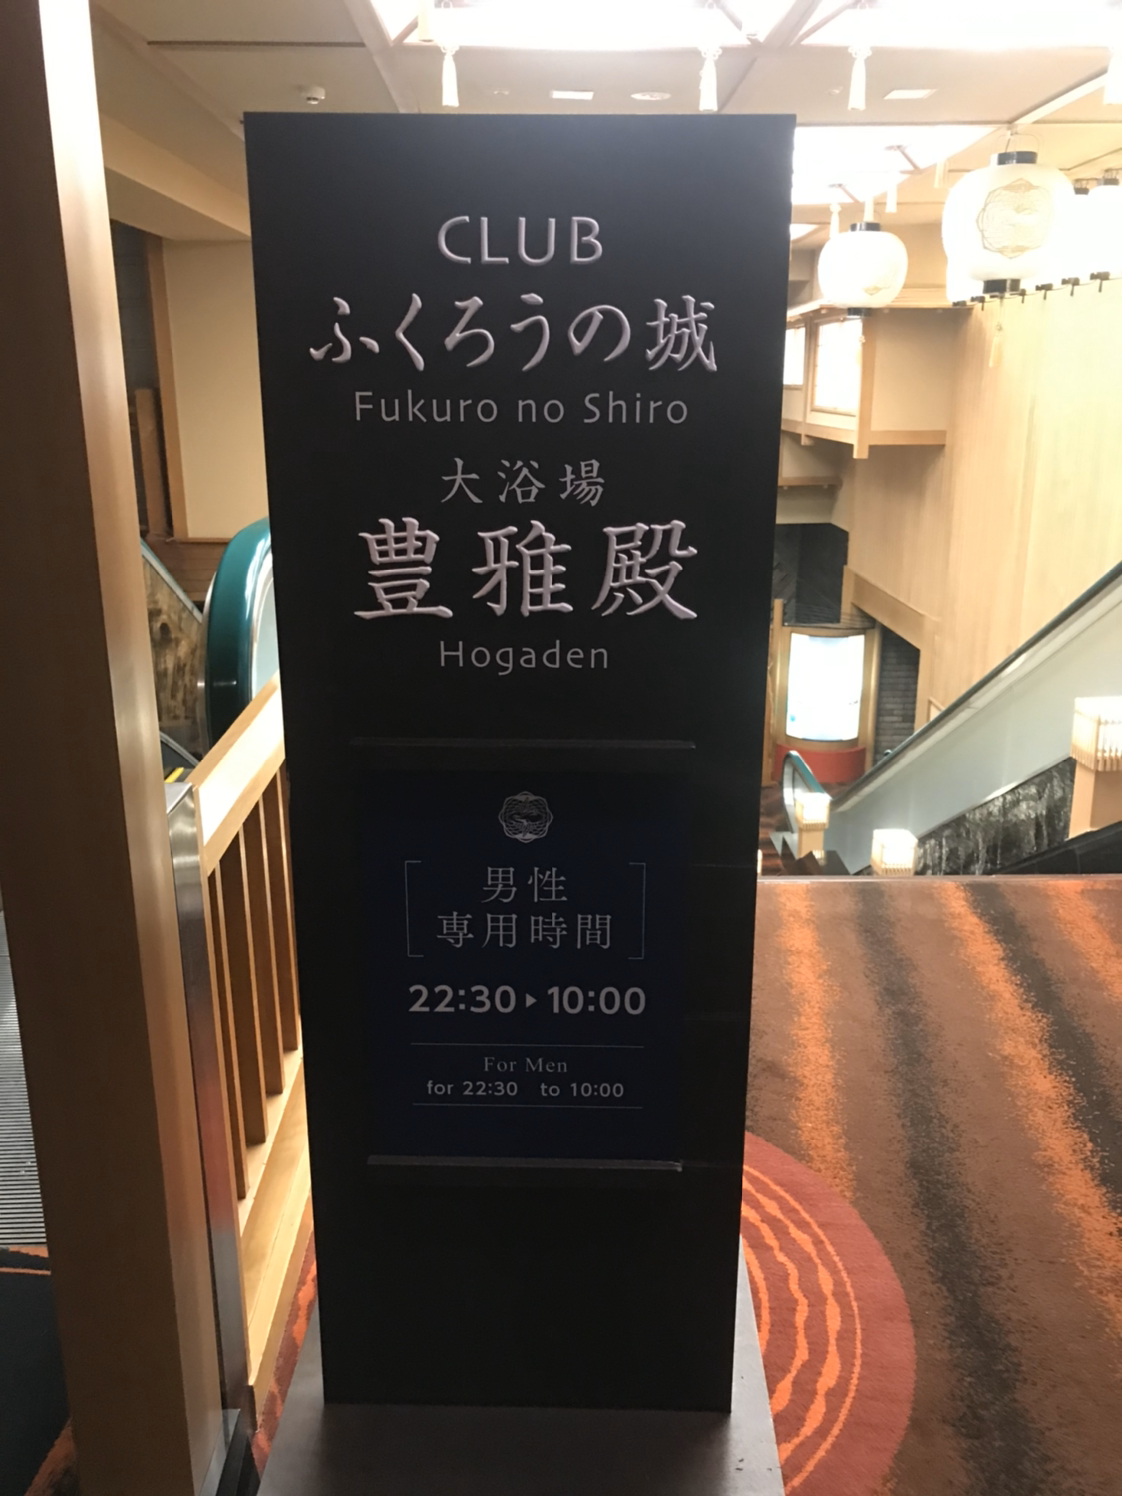 CLUB
ふくろうの城
Fukuro no Shiro
大浴場
豊雅殿
Hogaden
男性
専用時間
22:30▶10:00
For Men
for 22:30 to 10:00